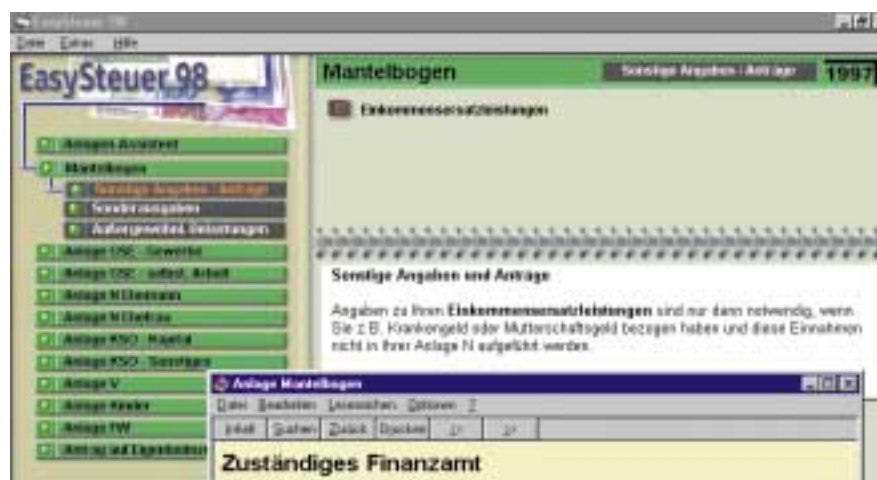 EasySteuer 98
Datei Extras Hilfe
EasySteuer 98
Anlagen Assistent
Mantelbogen
Sonstige Angaben / Anträge
Sonderausgaben
Außergewöhnl. Belastungen
Anlage GSE - Gewerbe
Anlage GSE - selbst. Arbeit
Anlage N Ehemann
Anlage N Ehefrau
Anlage KSO - Kapital
Anlage KSO - Sonstiges
Anlage V
Anlage Kinder
Anlage FW
Antrag auf
Mantelbogen
Sonstige Angaben / Anträge
1997
Einkommensersatzleistungen
Sonstige Angaben und Anträge
Angaben zu Ihren Einkommensersatzleistungen sind nur dann notwendig, wenn
Sie z.B. Krankengeld oder Mutterschaftsgeld bezogen haben und diese Einnahmen
nicht in Ihrer Anlage N aufgeführt werden.
Anlage Mantelbogen
Datei Bearbeiten Lesezeichen Optionen ?
Inhalt Suchen Zurück Drucken << >>
Zuständiges Finanzamt